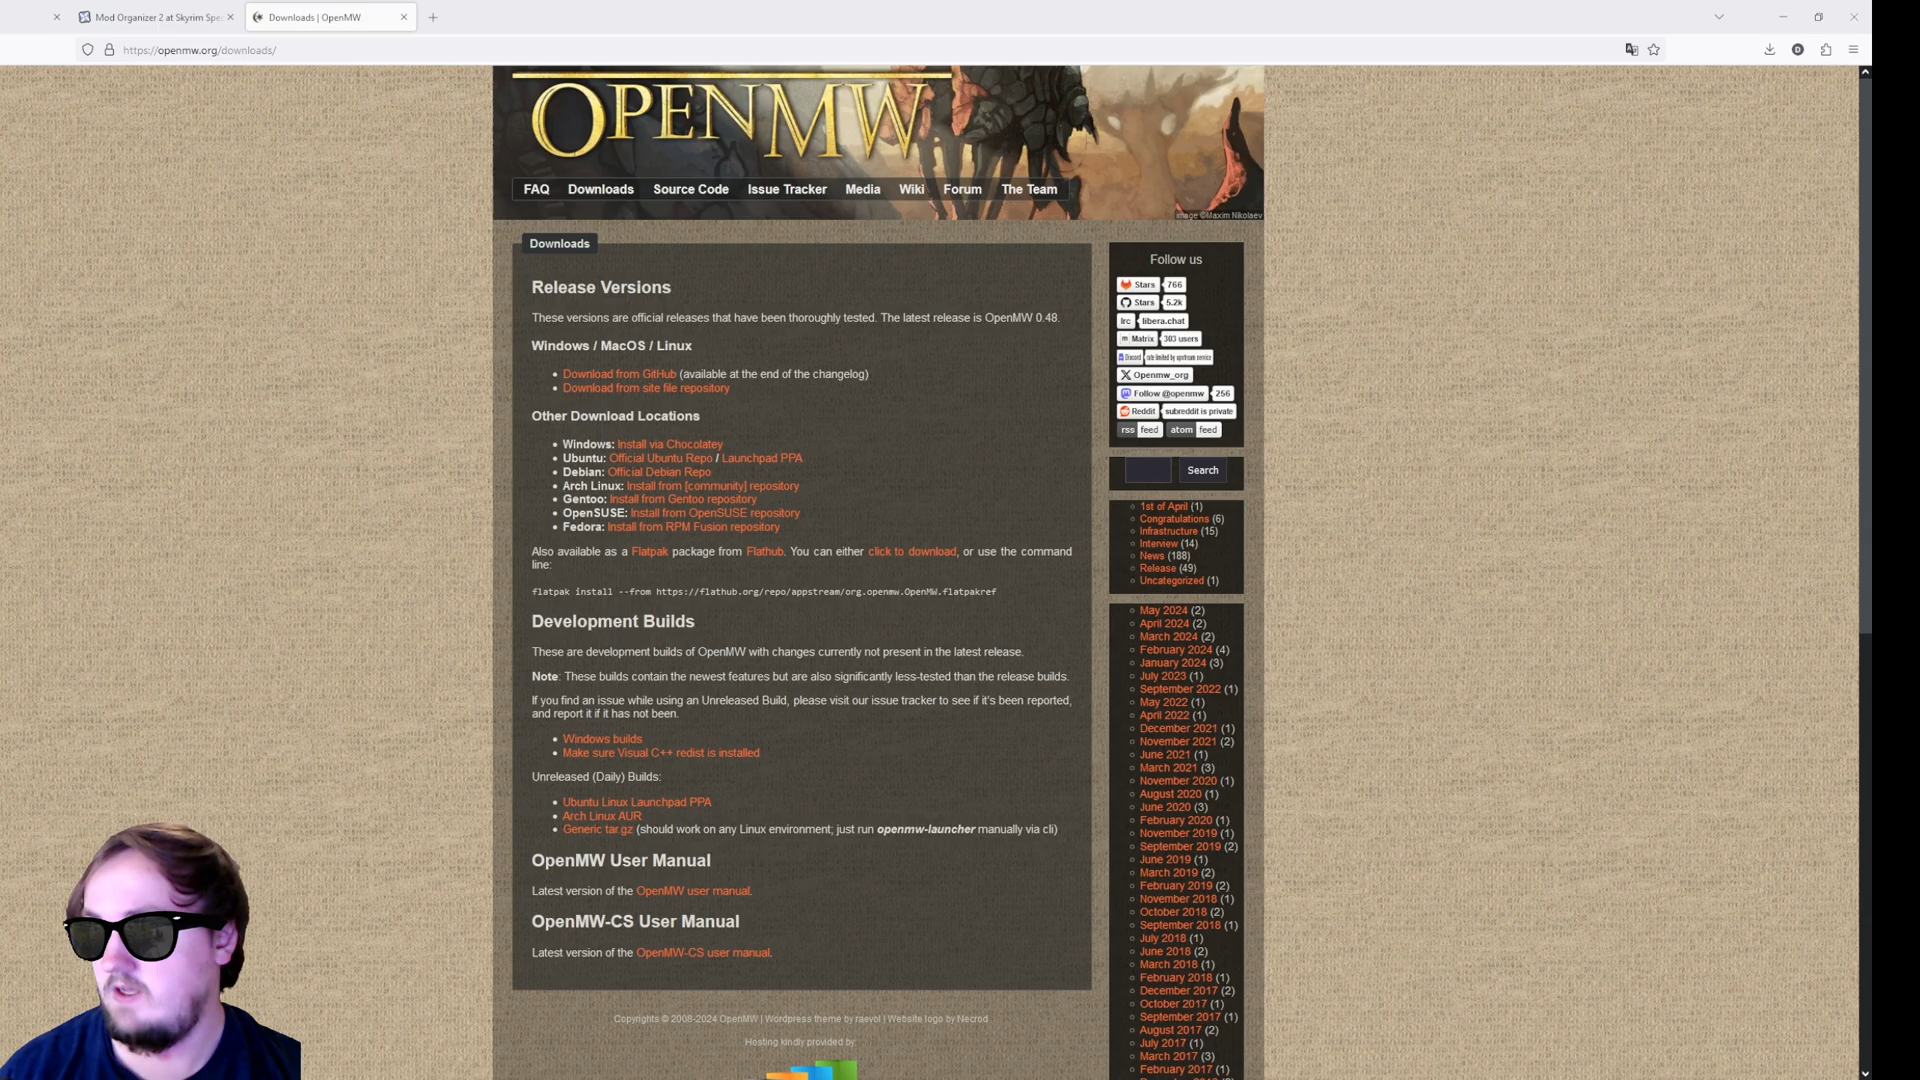 Mod Organizer 2 at Skyrim Spe
Downloads | OpenMW
https://openmw.org/downloads/
OPENMW
FAQ Downloads Source Code Issue Tracker Media Wiki Forum The Team
image ©Maxim Nikolaev
Downloads
Release Versions
These versions are official releases that have been thoroughly tested. The latest release is OpenMW 0.48.
Windows / MacOS / Linux
Download from GitHub (available at the end of the changelog)
Download from site file repository
Other Download Locations
Windows: Install via Chocolatey
Ubuntu: Official Ubuntu Repo / Launchpad PPA
Debian: Official Debian Repo
Arch Linux: Install from [community] repository
Gentoo: Install from Gentoo repository
OpenSUSE: Install from OpenSUSE repository
Fedora: Install from RPM Fusion repository
Also available as a Flatpak package from Flathub. You can either click to download, or use the command
line:
flatpak install --from https://flathub.org/repo/appstream/org.openmw.OpenMW.flatpakref
Development Builds
These are development builds of OpenMW with changes currently not present in the latest release.
Note: These builds contain the newest features but are also significantly less-tested than the release builds.
If you find an issue while using an Unreleased Build, please visit our issue tracker to see if it's been reported,
and report it if it has not been.
Windows builds
Make sure Visual C++ redist is installed
Unreleased (Daily) Builds:
Ubuntu Linux Launchpad PPA
Arch Linux AUR
Generic tar.gz (should work on any Linux environment; just run openmw-launcher manually via cli)
OpenMW User Manual
Latest version of the OpenMW user manual.
OpenMW-CS User Manual
Latest version of the OpenMW-CS user manual.
Copyrights © 2008-2024 OpenMW | Wordpress theme by raevol | Website logo by Necrod
Hosting kindly provided by:
Follow us
Stars 766
Stars 5.2k
Irc libera.chat
Matrix 303 users
Discord rate limited by upstream service
Openmw_org
Follow @openmw 256
Reddit subreddit is private
rss feed atom feed
Search
1st of April (1)
Congratulations (6)
Infrastructure (15)
Interview (14)
News (188)
Release (49)
Uncategorized (1)
May 2024 (2)
April 2024 (2)
March 2024 (2)
February 2024 (4)
January 2024 (3)
July 2023 (1)
September 2022 (1)
May 2022 (1)
April 2022 (1)
December 2021 (1)
November 2021 (2)
June 2021 (1)
March 2021 (3)
November 2020 (1)
August 2020 (1)
June 2020 (3)
February 2020 (1)
November 2019 (1)
September 2019 (2)
June 2019 (1)
March 2019 (2)
February 2019 (2)
November 2018 (1)
October 2018 (2)
September 2018 (1)
July 2018 (1)
June 2018 (2)
March 2018 (1)
February 2018 (1)
December 2017 (2)
October 2017 (1)
September 2017 (1)
August 2017 (2)
July 2017 (1)
March 2017 (3)
February 2017 (1)